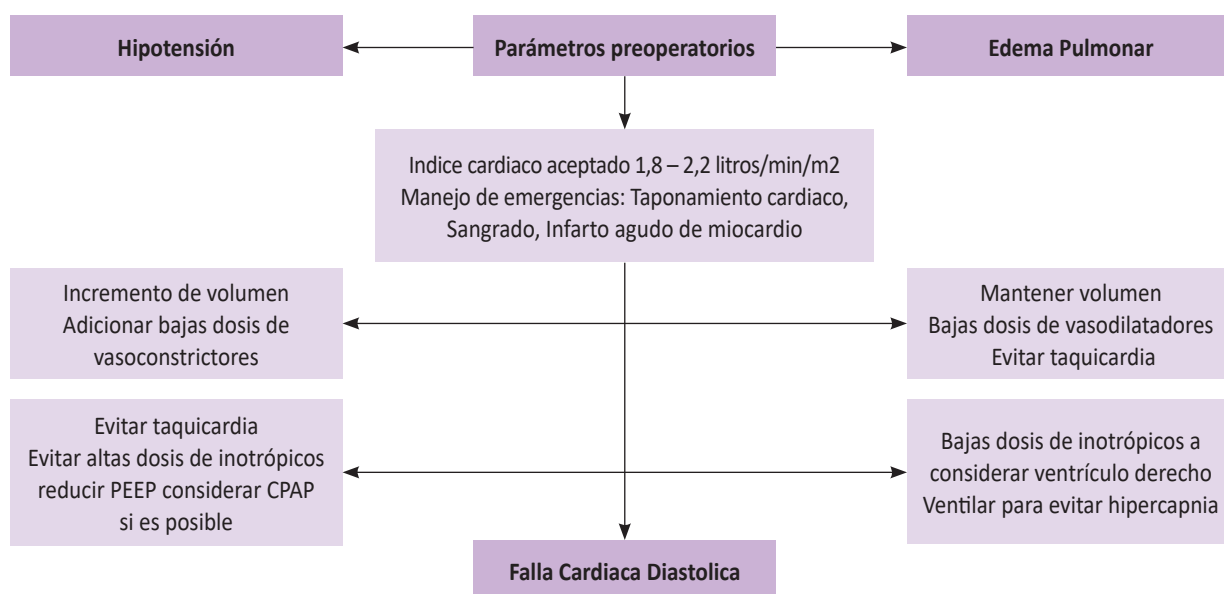 Hipotensión
Parámetros preoperatorios
Edema Pulmonar
Indice cardiaco aceptado 1,8 – 2,2 litros/min/m2
Manejo de emergencias: Taponamiento cardiaco,
Sangrado, Infarto agudo de miocardio
Incremento de volumen
Adicionar bajas dosis de
vasoconstrictores
Mantener volumen
Bajas dosis de vasodilatadores
Evitar taquicardia
Evitar taquicardia
Evitar altas dosis de inotrópicos
reducir PEEP considerar CPAP
si es posible
Bajas dosis de inotrópicos a
considerar ventrículo derecho
Ventilar para evitar hipercapnia
Falla Cardiaca Diastolica